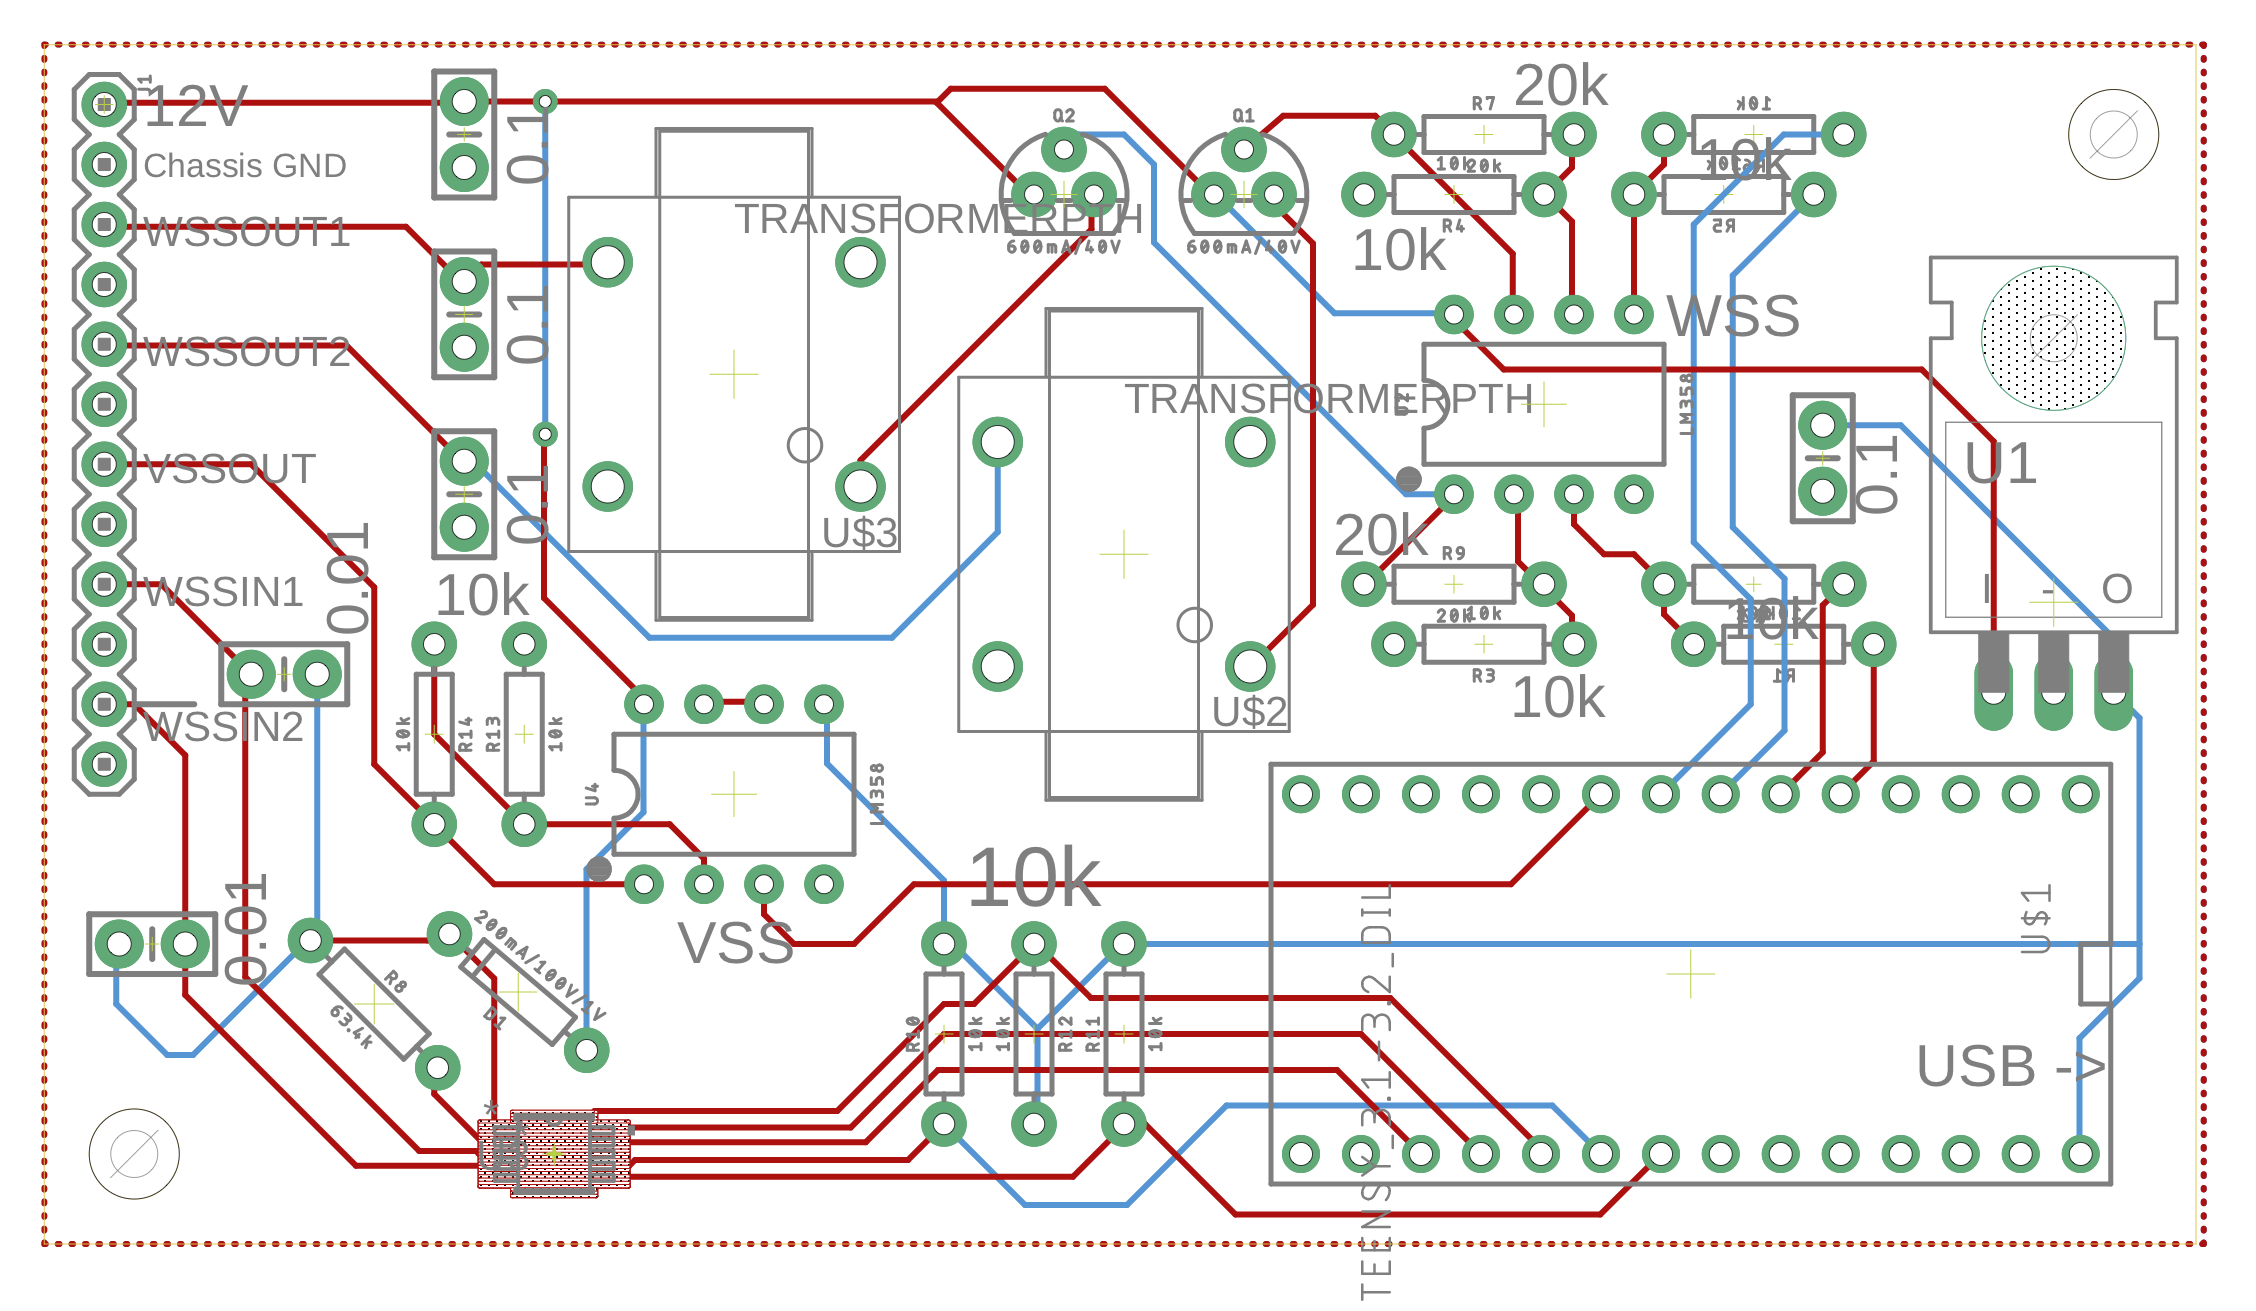 1
12V
Chassis GND
WSSOUT1
WSSOUT2
VSSOUT
WSSIN1
WSSIN2
0.1
0.1
0.1
0.01
0.01
TRANSFORMERPTH
U$3
TRANSFORMERPTH
U$2
Q2
600mA/40V
Q1
600mA/40V
R7
20k
20k
10k
R4
10k
10k
10k
R5
WSS
LM358
20k
R9
20k
10k
R3
10k
10k
R1
0.1
U1
I - O
10k
10k
R14
R13
10k
U4
LM358
VSS
200mA/100V/1V
D1
R8
63.4k
*
10k
R10
10k
10k
R12
R11
10k
TEENSY_3.1-3.2_DIL
U$1
USB -v